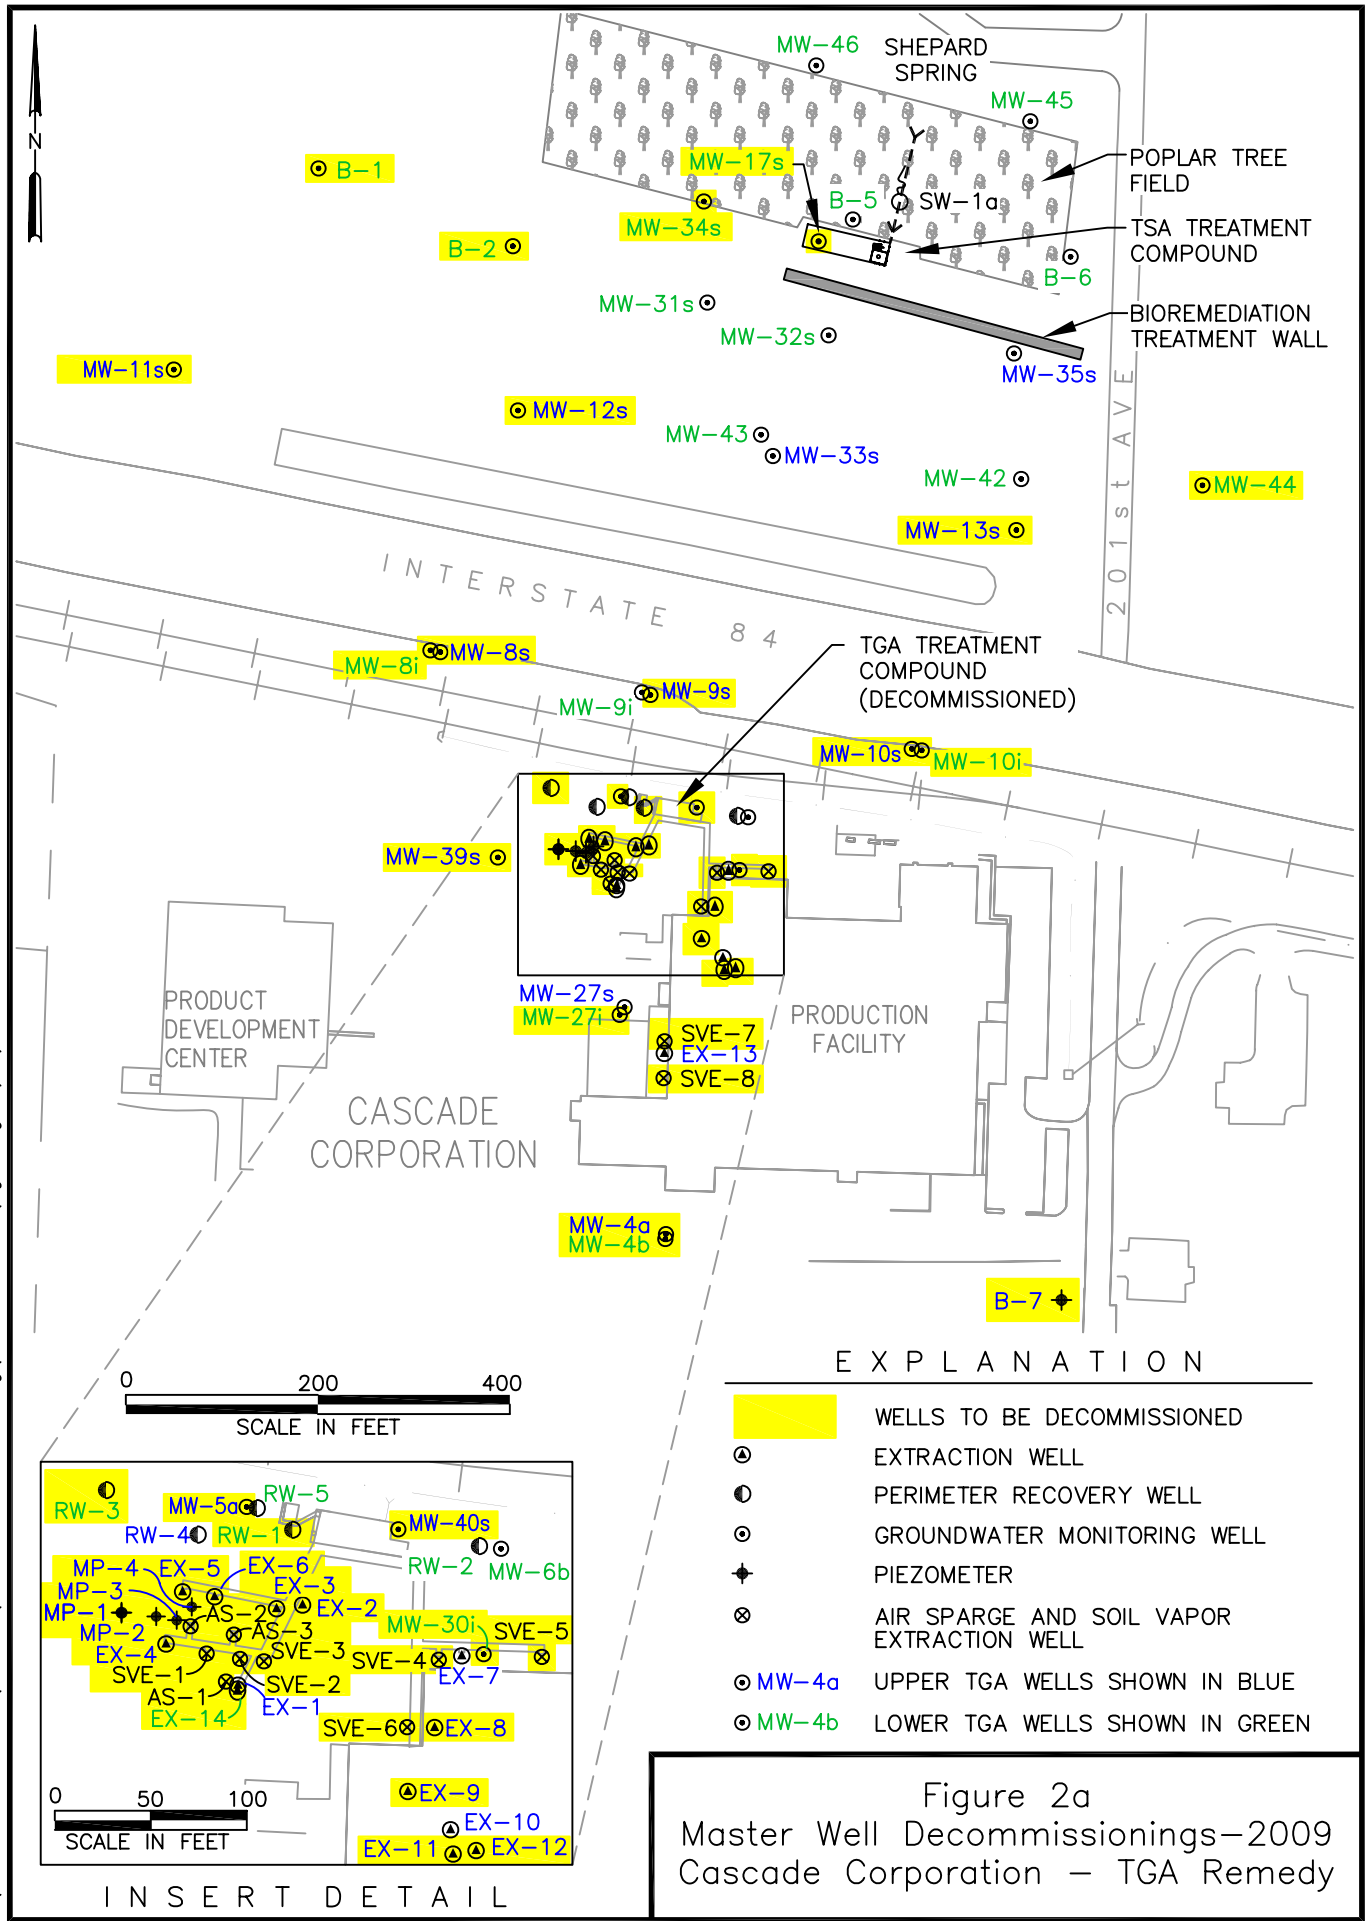 MW-46
SHEPARD
SPRING
MW-45
N
B-1
MW-17s
POPLAR TREE
FIELD
B-5
SW-1a
MW-34s
TSA TREATMENT
COMPOUND
B-2
B-6
MW-31s
BIOREMEDIATION
TREATMENT WALL
MW-32s
MW-11s
MW-35s
MW-12s
201st AVE
MW-43
MW-33s
MW-42
MW-44
MW-13s
INTERSTATE 84
TGA TREATMENT
COMPOUND
(DECOMMISSIONED)
MW-8s
MW-8i
MW-9s
MW-9i
MW-10s
MW-10i
MW-39s
MW-27s
MW-27i
PRODUCT
DEVELOPMENT
CENTER
PRODUCTION
FACILITY
SVE-7
EX-13
SVE-8
CASCADE
CORPORATION
MW-4a
MW-4b
B-7
EXPLANATION
WELLS TO BE DECOMMISSIONED
EXTRACTION WELL
PERIMETER RECOVERY WELL
GROUNDWATER MONITORING WELL
PIEZOMETER
AIR SPARGE AND SOIL VAPOR
EXTRACTION WELL
MW-4a UPPER TGA WELLS SHOWN IN BLUE
MW-4b LOWER TGA WELLS SHOWN IN GREEN
0 200 400
SCALE IN FEET
RW-3
MW-5a
RW-5
RW-4
RW-1
MW-40s
RW-2
MW-6b
MP-4
EX-5
EX-6
MP-3
EX-3
MP-1
AS-2
EX-2
MP-2
AS-3
MW-30i
SVE-5
EX-4
SVE-3
SVE-4
SVE-1
SVE-2
EX-7
AS-1
EX-1
EX-14
SVE-6
EX-8
EX-9
EX-10
EX-11
EX-12
0 50 100
SCALE IN FEET
INSERT DETAIL
Figure 2a
Master Well Decommissionings-2009
Cascade Corporation - TGA Remedy